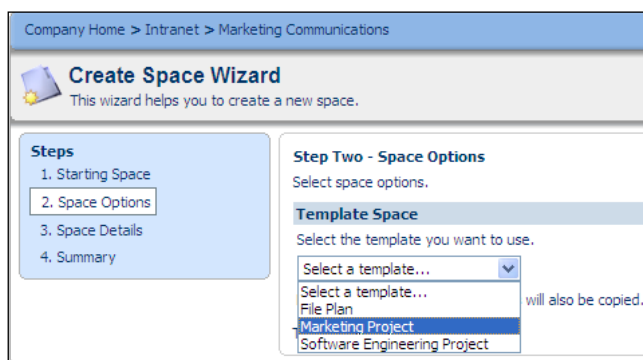 Company Home > Intranet > Marketing Communications
Create Space Wizard
This wizard helps you to create a new space.
Steps
1. Starting Space
2. Space Options
3. Space Details
4. Summary
Step Two - Space Options
Select space options.
Template Space
Select the template you want to use.
Select a template...
Select a template...
File Plan
will also be copied.
Marketing Project
Software Engineering Project